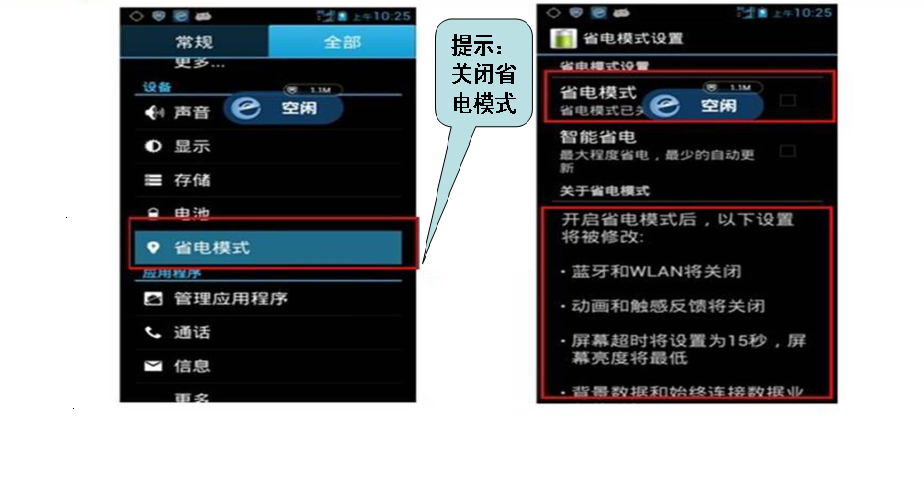 上午10:25
常规
全部
更多...
设备
1.1M
空闲
声音
显示
存储
电池
省电模式
应用程序
管理应用程序
通话
信息
更多
提示：
关闭省
电模式
上午10:25
省电模式设置
省电模式设置
省电模式
省电模式已关
1.1M
空闲
智能省电
最大程度省电，最少的自动更
新
关于省电模式
开启省电模式后，以下设置
将被修改:
·蓝牙和WLAN将关闭
·动画和触感反馈将关闭
·屏幕超时将设置为15秒，屏
幕亮度将最低
·背景数据和始终连接数据业